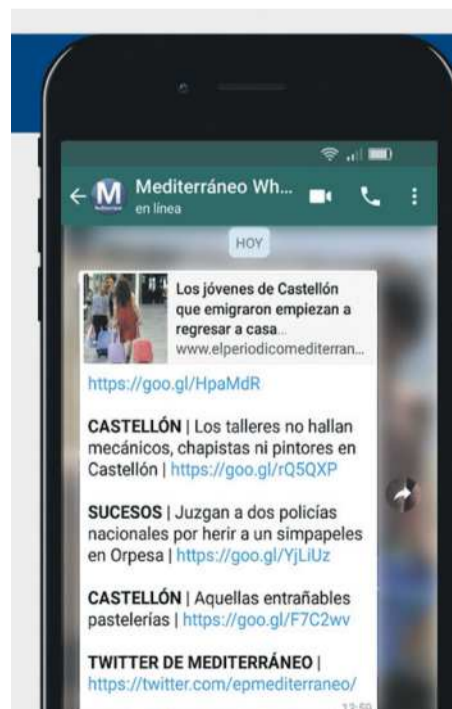 Mediterráneo Wh...
en línea
HOY
Los jóvenes de Castellón
que emigraron empiezan a
regresar a casa...
www.elperiodicomediterran...
https://goo.gl/HpaMdR
CASTELLÓN | Los talleres no hallan
mecánicos, chapistas ni pintores en
Castellón | https://goo.gl/rQ5QXP
SUCESOS | Juzgan a dos policías
nacionales por herir a un simpapeles
en Orpesa | https://goo.gl/YjLiUz
CASTELLÓN | Aquellas entrañables
pastelerías | https://goo.gl/F7C2wv
TWITTER DE MEDITERRÁNEO |
https://twitter.com/epmediterraneo/
13:59